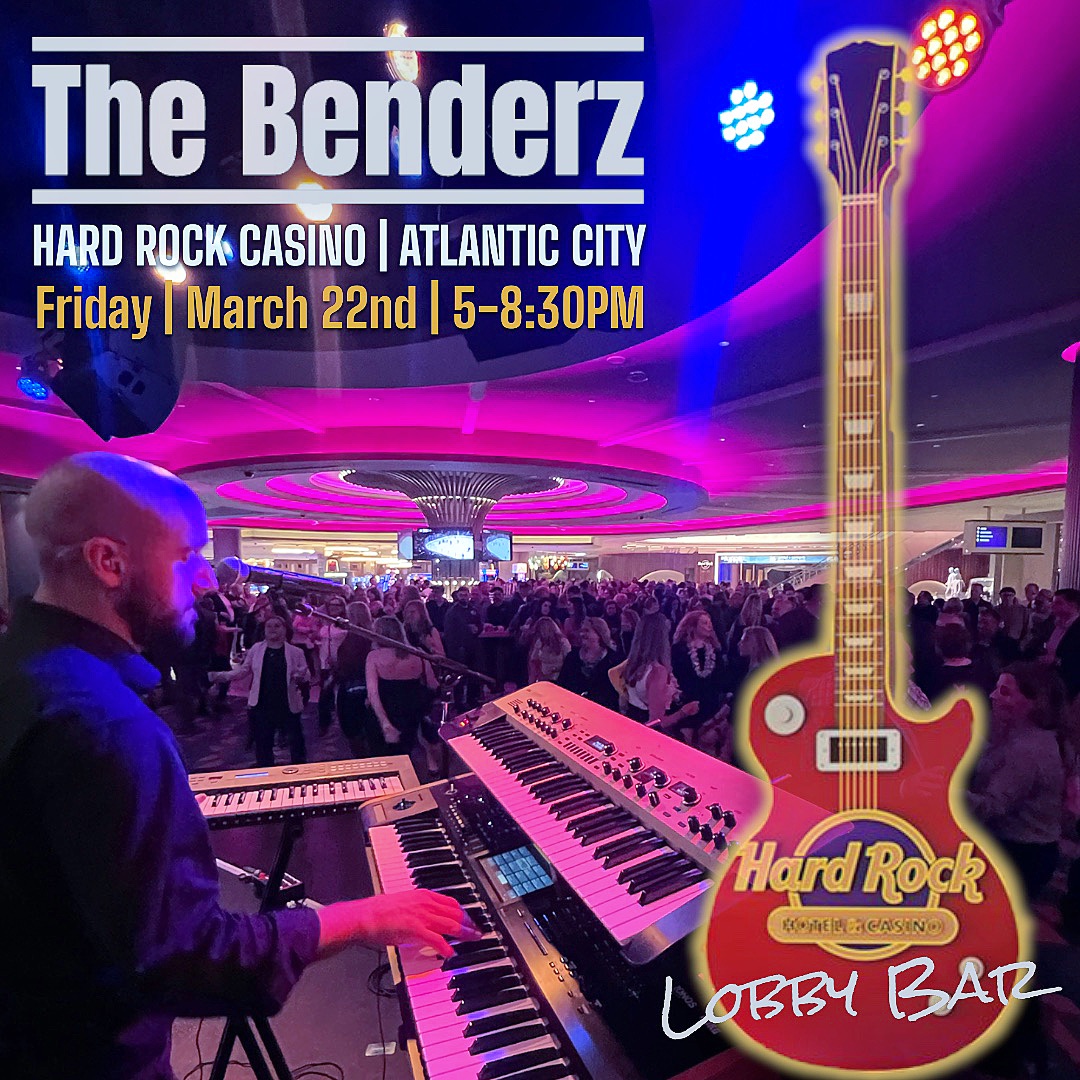 The Benderz
HARD ROCK CASINO | ATLANTIC CITY
Friday | March 22nd | 5-8:30PM
Hard Rock
HOTEL & CASINO
LOBBY BAR